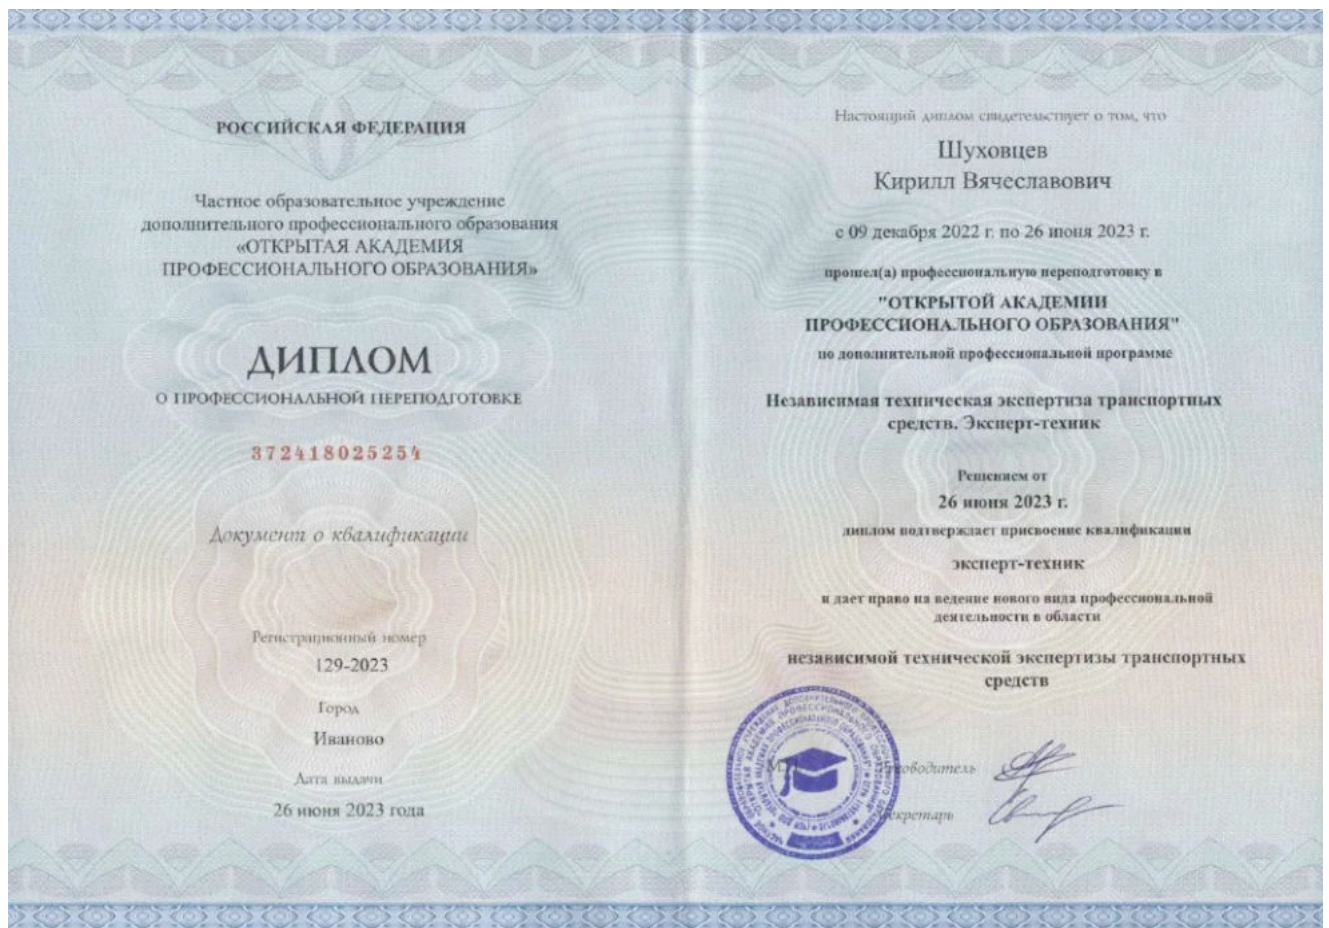 РОССИЙСКАЯ ФЕДЕРАЦИЯ
Частное образовательное учреждение
дополнительного профессионального образования
«ОТКРЫТАЯ АКАДЕМИЯ
ПРОФЕССИОНАЛЬНОГО ОБРАЗОВАНИЯ»
ДИПЛОМ
О ПРОФЕССИОНАЛЬНОЙ ПЕРЕПОДГОТОВКЕ
372418025254
Документ о квалификации
Регистрационный номер
129-2023
Город
Иваново
Дата выдачи
26 июня 2023 года
Настоящий диплом свидетельствует о том, что
Шуховцев
Кирилл Вячеславович
с 09 декабря 2022 г. по 26 июня 2023 г.
прошел(а) профессиональную переподготовку в
"ОТКРЫТОЙ АКАДЕМИИ
ПРОФЕССИОНАЛЬНОГО ОБРАЗОВАНИЯ"
по дополнительной профессиональной программе
Независимая техническая экспертиза транспортных
средств. Эксперт-техник
Решением от
26 июня 2023 г.
диплом подтверждает присвоение квалификации
эксперт-техник
и дает право на ведение нового вида профессиональной
деятельности в области
независимой технической экспертизы транспортных
средств
Руководитель
Секретарь